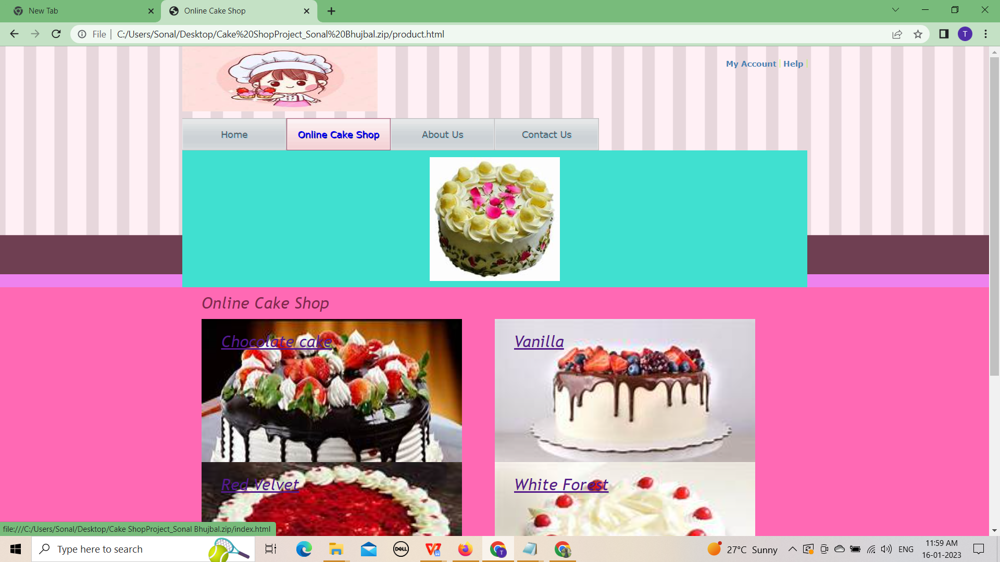 New Tab
Online Cake Shop
File
C:/Users/Sonal/Desktop/Cake%20ShopProject_Sonal%20Bhujbal.zip/product.html
T
My Account
Help
Home
Online Cake Shop
About Us
Contact Us
Online Cake Shop
Chocolate cake
Vanilla
Red Velvet
White Forest
file:///C:/Users/Sonal/Desktop/Cake ShopProject_Sonal Bhujbal.zip/index.html
Type here to search
DELL
W
T
27°C Sunny
ENG
11:59 AM
16-01-2023